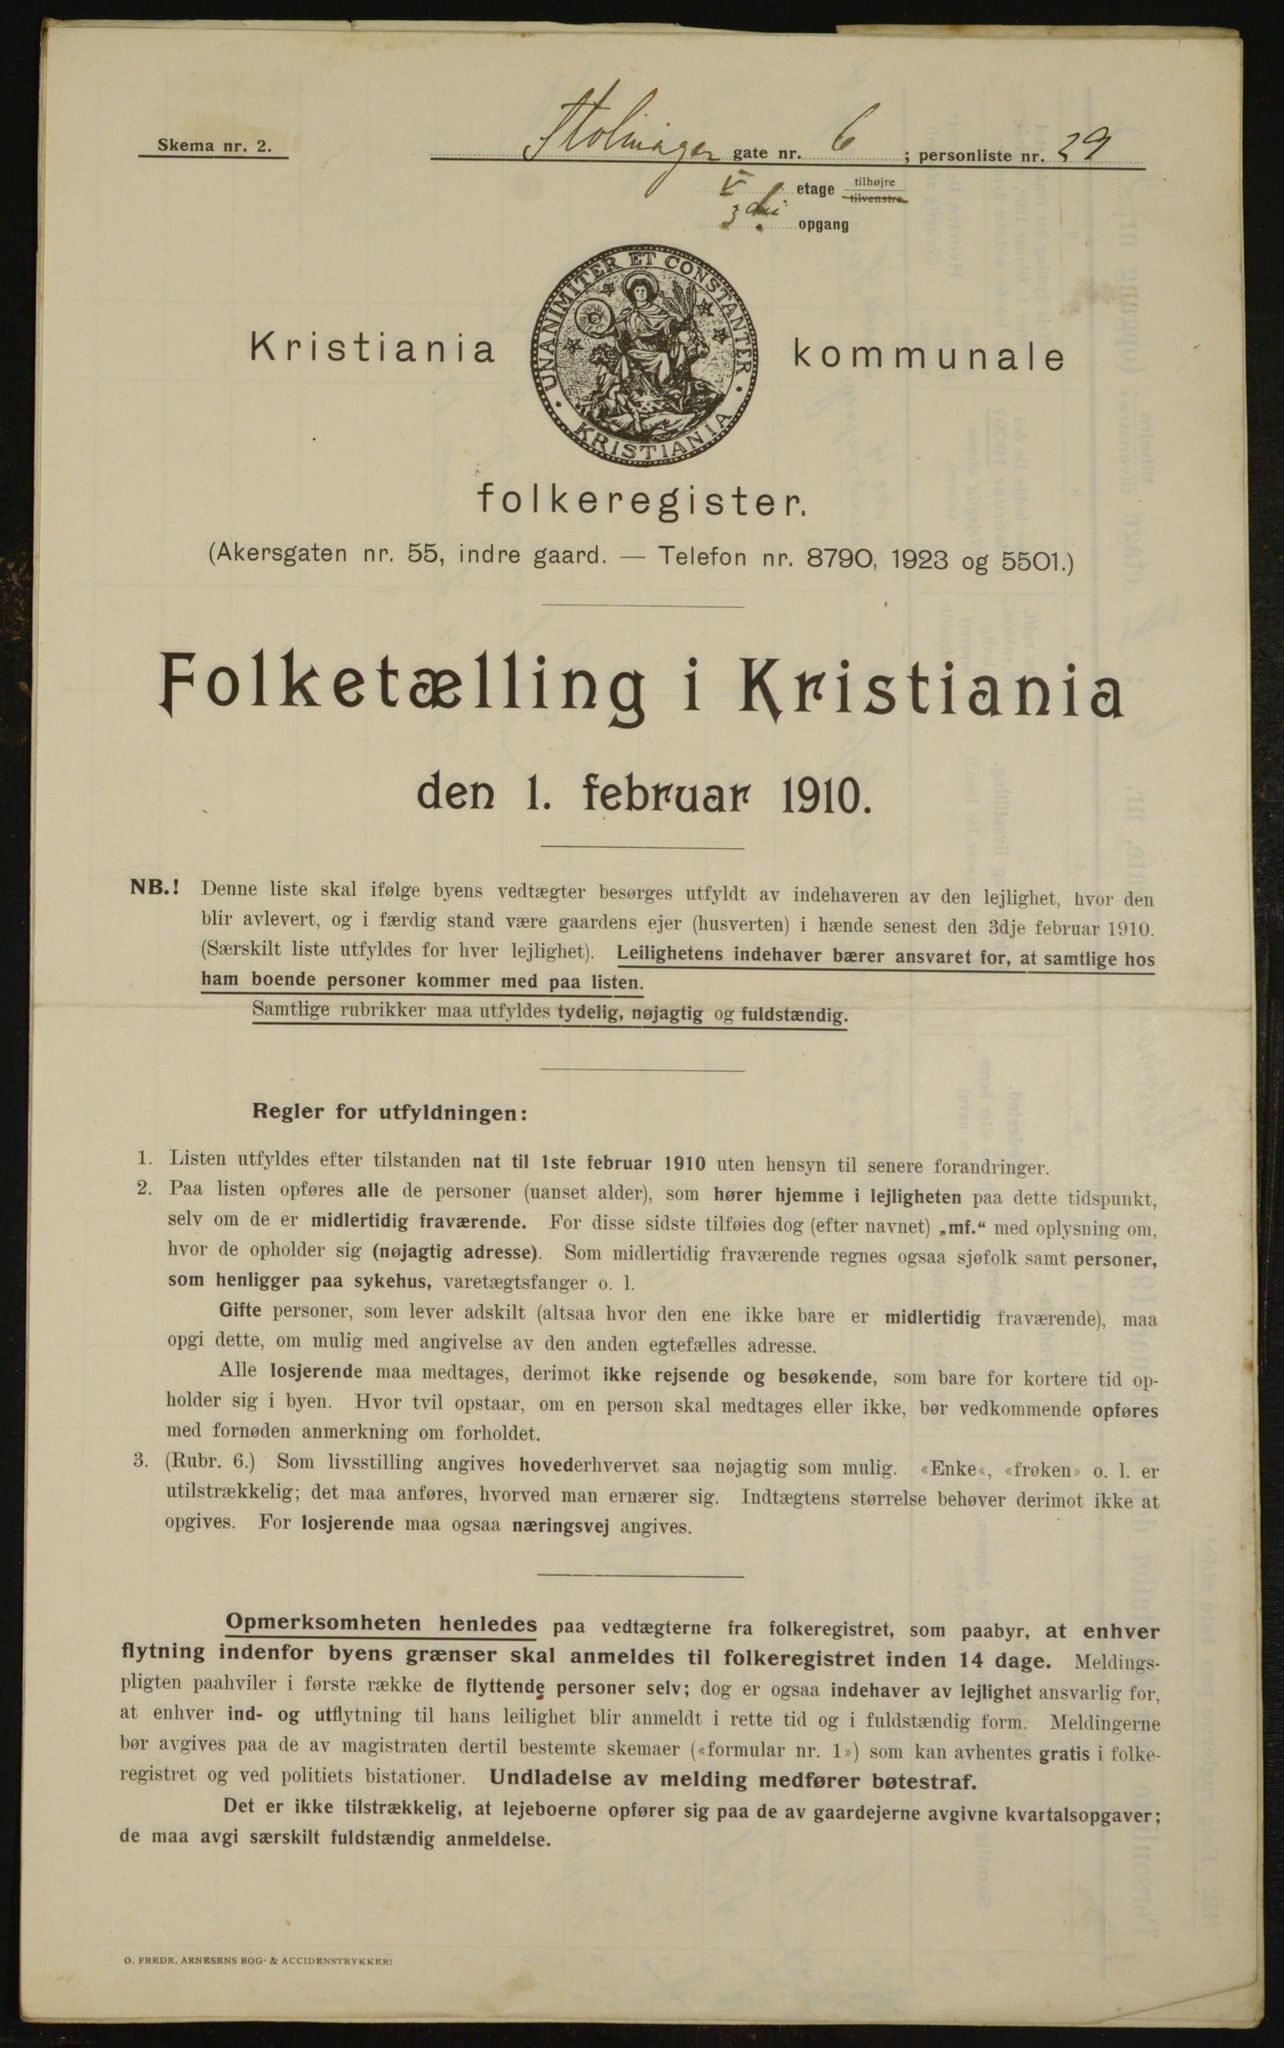 Skema nr. 2.
Stolmager gate nr. 6 ; personliste nr. 29
V etage tilhøjre tilvenstre
3die opgang
UNANIMITER ET CONSTANTER · KRISTIANIA ·
Kristiania kommunale
folkeregister.
(Akersgaten nr. 55, indre gaard. — Telefon nr. 8790, 1923 og 5501.)
Folketælling i Kristiania
den 1. februar 1910.
NB.! Denne liste skal ifølge byens vedtægter besørges utfyldt av indehaveren av den lejlighet, hvor den
blir avlevert, og i færdig stand være gaardens ejer (husverten) i hænde senest den 3dje februar 1910.
(Særskilt liste utfyldes for hver lejlighet). Leilighetens indehaver bærer ansvaret for, at samtlige hos
ham boende personer kommer med paa listen.
Samtlige rubrikker maa utfyldes tydelig, nøjagtig og fuldstændig.
Regler for utfyldningen:
1. Listen utfyldes efter tilstanden nat til 1ste februar 1910 uten hensyn til senere forandringer.
2. Paa listen opføres alle de personer (uanset alder), som hører hjemme i lejligheten paa dette tidspunkt,
selv om de er midlertidig fraværende. For disse sidste tilføies dog (efter navnet) „mf.“ med oplysning om,
hvor de opholder sig (nøjagtig adresse). Som midlertidig fraværende regnes ogsaa sjøfolk samt personer,
som henligger paa sykehus, varetægtsfanger o. l.
Gifte personer, som lever adskilt (altsaa hvor den ene ikke bare er midlertidig fraværende), maa
opgi dette, om mulig med angivelse av den anden egtefælles adresse.
Alle losjerende maa medtages, derimot ikke rejsende og besøkende, som bare for kortere tid op-
holder sig i byen. Hvor tvil opstaar, om en person skal medtages eller ikke, bør vedkommende opføres
med fornøden anmerkning om forholdet.
3. (Rubr. 6.) Som livsstilling angives hovederhvervet saa nøjagtig som mulig. «Enke«, «frøken» o. l. er
utilstrækkelig; det maa anføres, hvorved man ernærer sig. Indtægtens størrelse behøver derimot ikke at
opgives. For losjerende maa ogsaa næringsvej angives.
Opmerksomheten henledes paa vedtægterne fra folkeregistret, som paabyr, at enhver
flytning indenfor byens grænser skal anmeldes til folkeregistret inden 14 dage. Meldings-
pligten paahviler i første række de flyttende personer selv; dog er ogsaa indehaver av lejlighet ansvarlig for,
at enhver ind- og utflytning til hans leilighet blir anmeldt i rette tid og i fuldstændig form. Meldingerne
bør avgives paa de av magistraten dertil bestemte skemaer («formular nr. 1») som kan avhentes gratis i folke-
registret og ved politiets bistationer. Undladelse av melding medfører bøtestraf.
Det er ikke tilstrækkelig, at lejeboerne opfører sig paa de av gaardejerne avgivne kvartalsopgaver;
de maa avgi særskilt fuldstændig anmeldelse.
O. FREDR. ARNESENS BOG- & ACCIDENSTRYKKERI